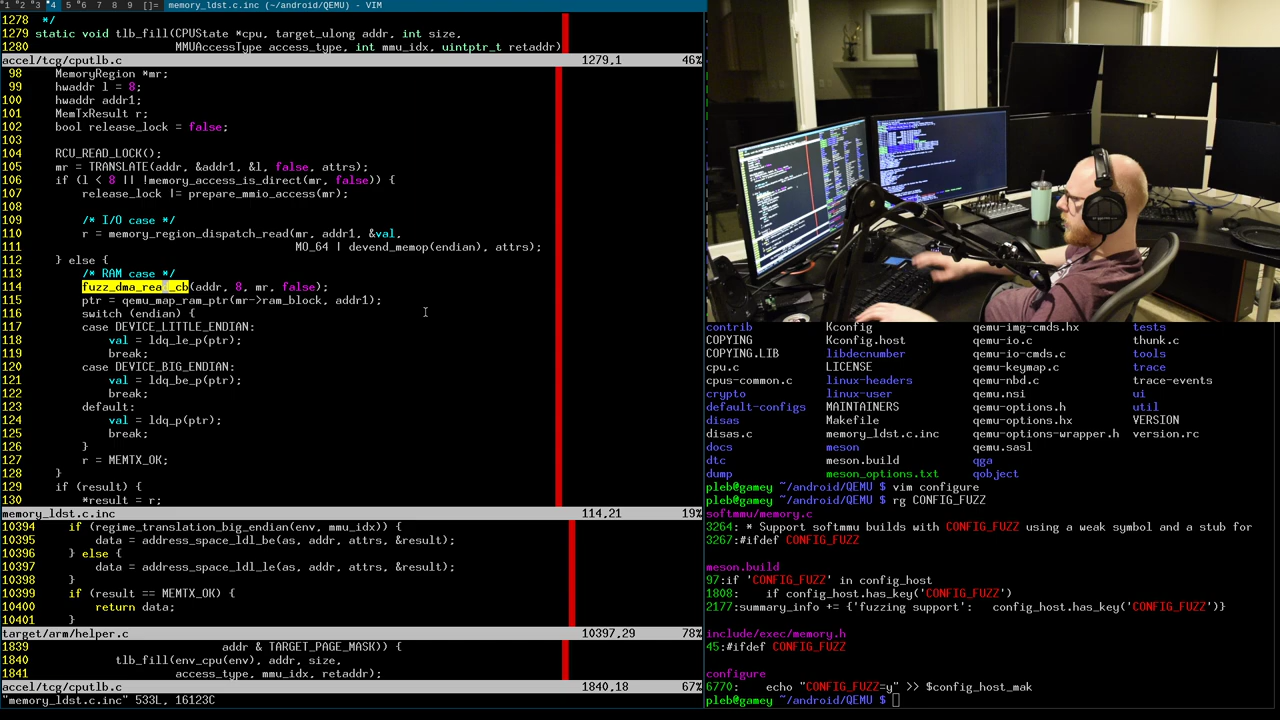 1 2 3 4 5 6 7 8 9 []= memory_ldst.c.inc (~/android/QEMU) - VIM
1278  */
1279 static void tlb_fill(CPUState *cpu, target_ulong addr, int size,
1280                      MMUAccessType access_type, int mmu_idx, uintptr_t retaddr)
accel/tcg/cputlb.c 1279,1 46%
98     MemoryRegion *mr;
99     hwaddr l = 8;
100     hwaddr addr1;
101     MemTxResult r;
102     bool release_lock = false;
103
104     RCU_READ_LOCK();
105     mr = TRANSLATE(addr, &addr1, &l, false, attrs);
106     if (l < 8 || !memory_access_is_direct(mr, false)) {
107         release_lock |= prepare_mmio_access(mr);
108
109         /* I/O case */
110         r = memory_region_dispatch_read(mr, addr1, &val,
111                                         MO_64 | devend_memop(endian), attrs);
112     } else {
113         /* RAM case */
114         fuzz_dma_read_cb(addr, 8, mr, false);
115         ptr = qemu_map_ram_ptr(mr->ram_block, addr1);
116         switch (endian) {
117         case DEVICE_LITTLE_ENDIAN:
118             val = ldq_le_p(ptr);
119             break;
120         case DEVICE_BIG_ENDIAN:
121             val = ldq_be_p(ptr);
122             break;
123         default:
124             val = ldq_p(ptr);
125             break;
126         }
127         r = MEMTX_OK;
128     }
129     if (result) {
130         *result = r;
memory_ldst.c.inc 114,21 19%
10394     if (regime_translation_big_endian(env, mmu_idx)) {
10395         data = address_space_ldl_be(as, addr, attrs, &result);
10396     } else {
10397         data = address_space_ldl_le(as, addr, attrs, &result);
10398     }
10399     if (result == MEMTX_OK) {
10400         return data;
10401     }
target/arm/helper.c 10397,29 78%
1839                             addr & TARGET_PAGE_MASK)) {
1840             tlb_fill(env_cpu(env), addr, size,
1841                      access_type, mmu_idx, retaddr);
accel/tcg/cputlb.c 1840,18 67%
"memory_ldst.c.inc" 533L, 16123C
contrib Kconfig qemu-img-cmds.hx tests
COPYING Kconfig.host qemu-io.c thunk.c
COPYING.LIB libdecnumber qemu-io-cmds.c tools
cpu.c LICENSE qemu-keymap.c trace
cpus-common.c linux-headers qemu-nbd.c trace-events
crypto linux-user qemu.nsi ui
default-configs MAINTAINERS qemu-options.h util
disas Makefile qemu-options.hx VERSION
disas.c memory_ldst.c.inc qemu-options-wrapper.h version.rc
docs meson qemu.sasl
dtc meson.build qga
dump meson_options.txt qobject
pleb@gamey ~/android/QEMU $ vim configure
pleb@gamey ~/android/QEMU $ rg CONFIG_FUZZ
softmmu/memory.c
3264: * Support softmmu builds with CONFIG_FUZZ using a weak symbol and a stub for
3267:#ifdef CONFIG_FUZZ
meson.build
97:if 'CONFIG_FUZZ' in config_host
1808:    if config_host.has_key('CONFIG_FUZZ')
2177:summary_info += {'fuzzing support':   config_host.has_key('CONFIG_FUZZ')}
include/exec/memory.h
45:#ifdef CONFIG_FUZZ
configure
6770:    echo "CONFIG_FUZZ=y" >> $config_host_mak
pleb@gamey ~/android/QEMU $